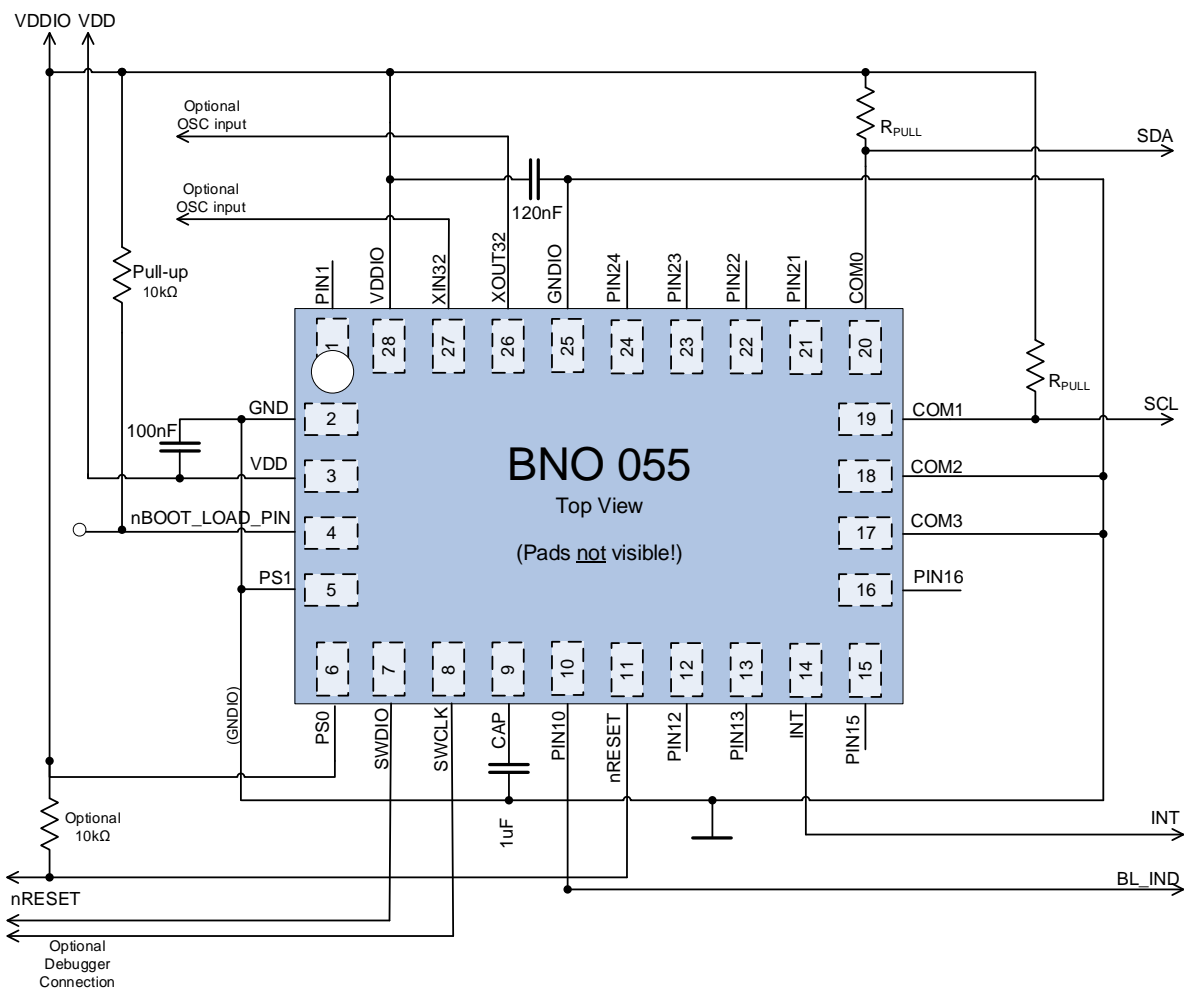 VDDIO VDD
Optional
OSC input
R_PULL
SDA
Optional
OSC input
120nF
Pull-up
10kΩ
PIN1
VDDIO
XIN32
XOUT32
GNDIO
PIN24
PIN23
PIN22
PIN21
COM0
1
28
27
26
25
24
23
22
21
20
R_PULL
GND
2
19
COM1
SCL
100nF
VDD
3
18
COM2
BNO 055
Top View
nBOOT_LOAD_PIN
4
17
COM3
(Pads not visible!)
PS1
5
16
PIN16
6
7
8
9
10
11
12
13
14
15
(GNDIO)
PS0
SWDIO
SWCLK
CAP
PIN10
nRESET
PIN12
PIN13
INT
PIN15
Optional
10kΩ
1uF
INT
BL_IND
nRESET
Optional
Debugger
Connection